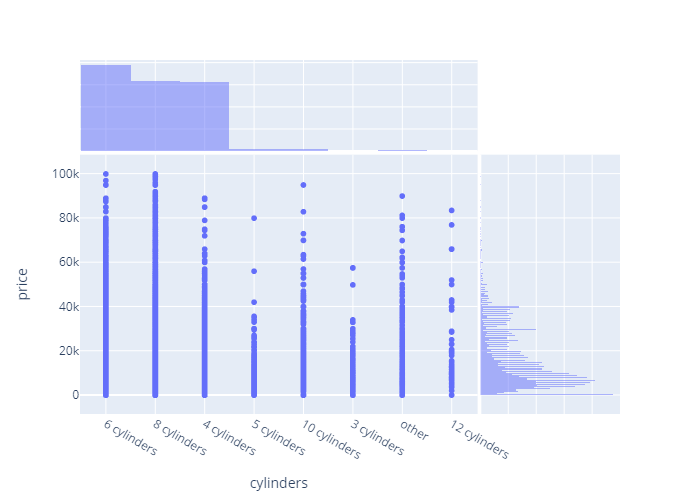 100k
80k
60k
40k
20k
0
price
6 cylinders
8 cylinders
4 cylinders
5 cylinders
10 cylinders
3 cylinders
other
12 cylinders
cylinders